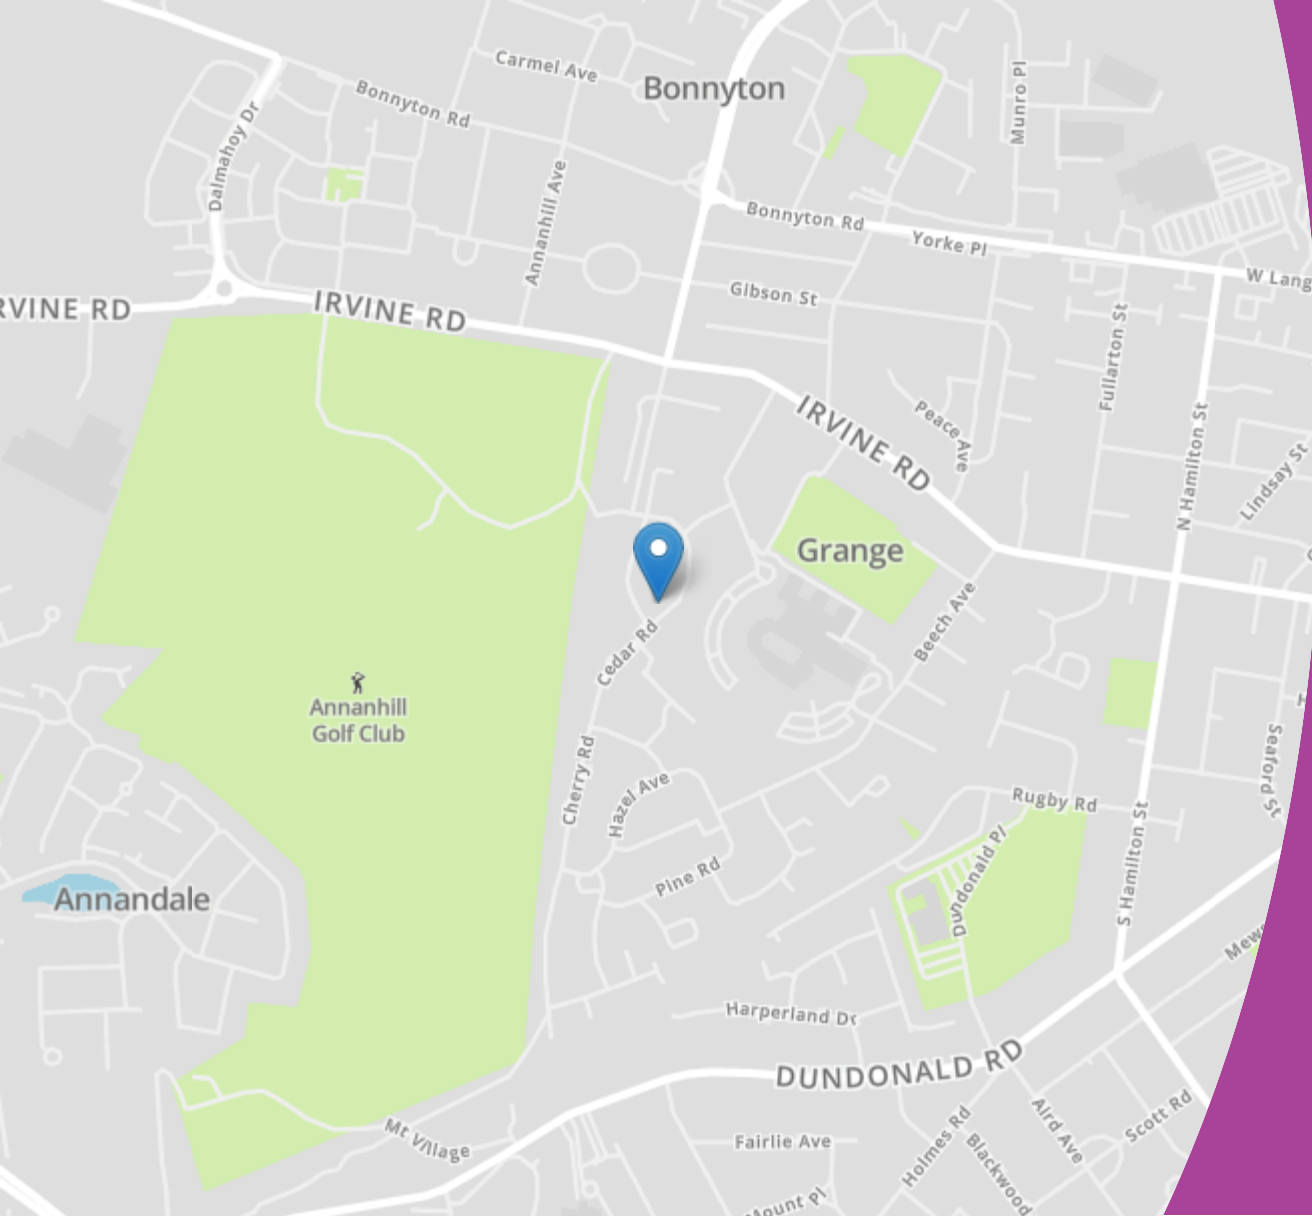 Carmel Ave
Bonnyton
Munro Pl
Bonnyton Rd
Dalmahoy Dr
Annanhill Ave
Bonnyton Rd
Yorke Pl
W Lang
Gibson St
RVINE RD
IRVINE RD
Fullarton St
IRVINE RD
Peace Ave
N Hamilton St
Lindsay St
Grange
Beech Ave
Cedar Rd
Annanhill
Golf Club
Cherry Rd
Hazel Ave
Seaford St
Rugby Rd
Pine Rd
Dundonald Pl
S Hamilton St
Annandale
Mews
Harperland Dr
DUNDONALD RD
Mt Village
Fairlie Ave
Holmes Rd
Aird Ave
Scott Rd
Blackwood
Mount Pl